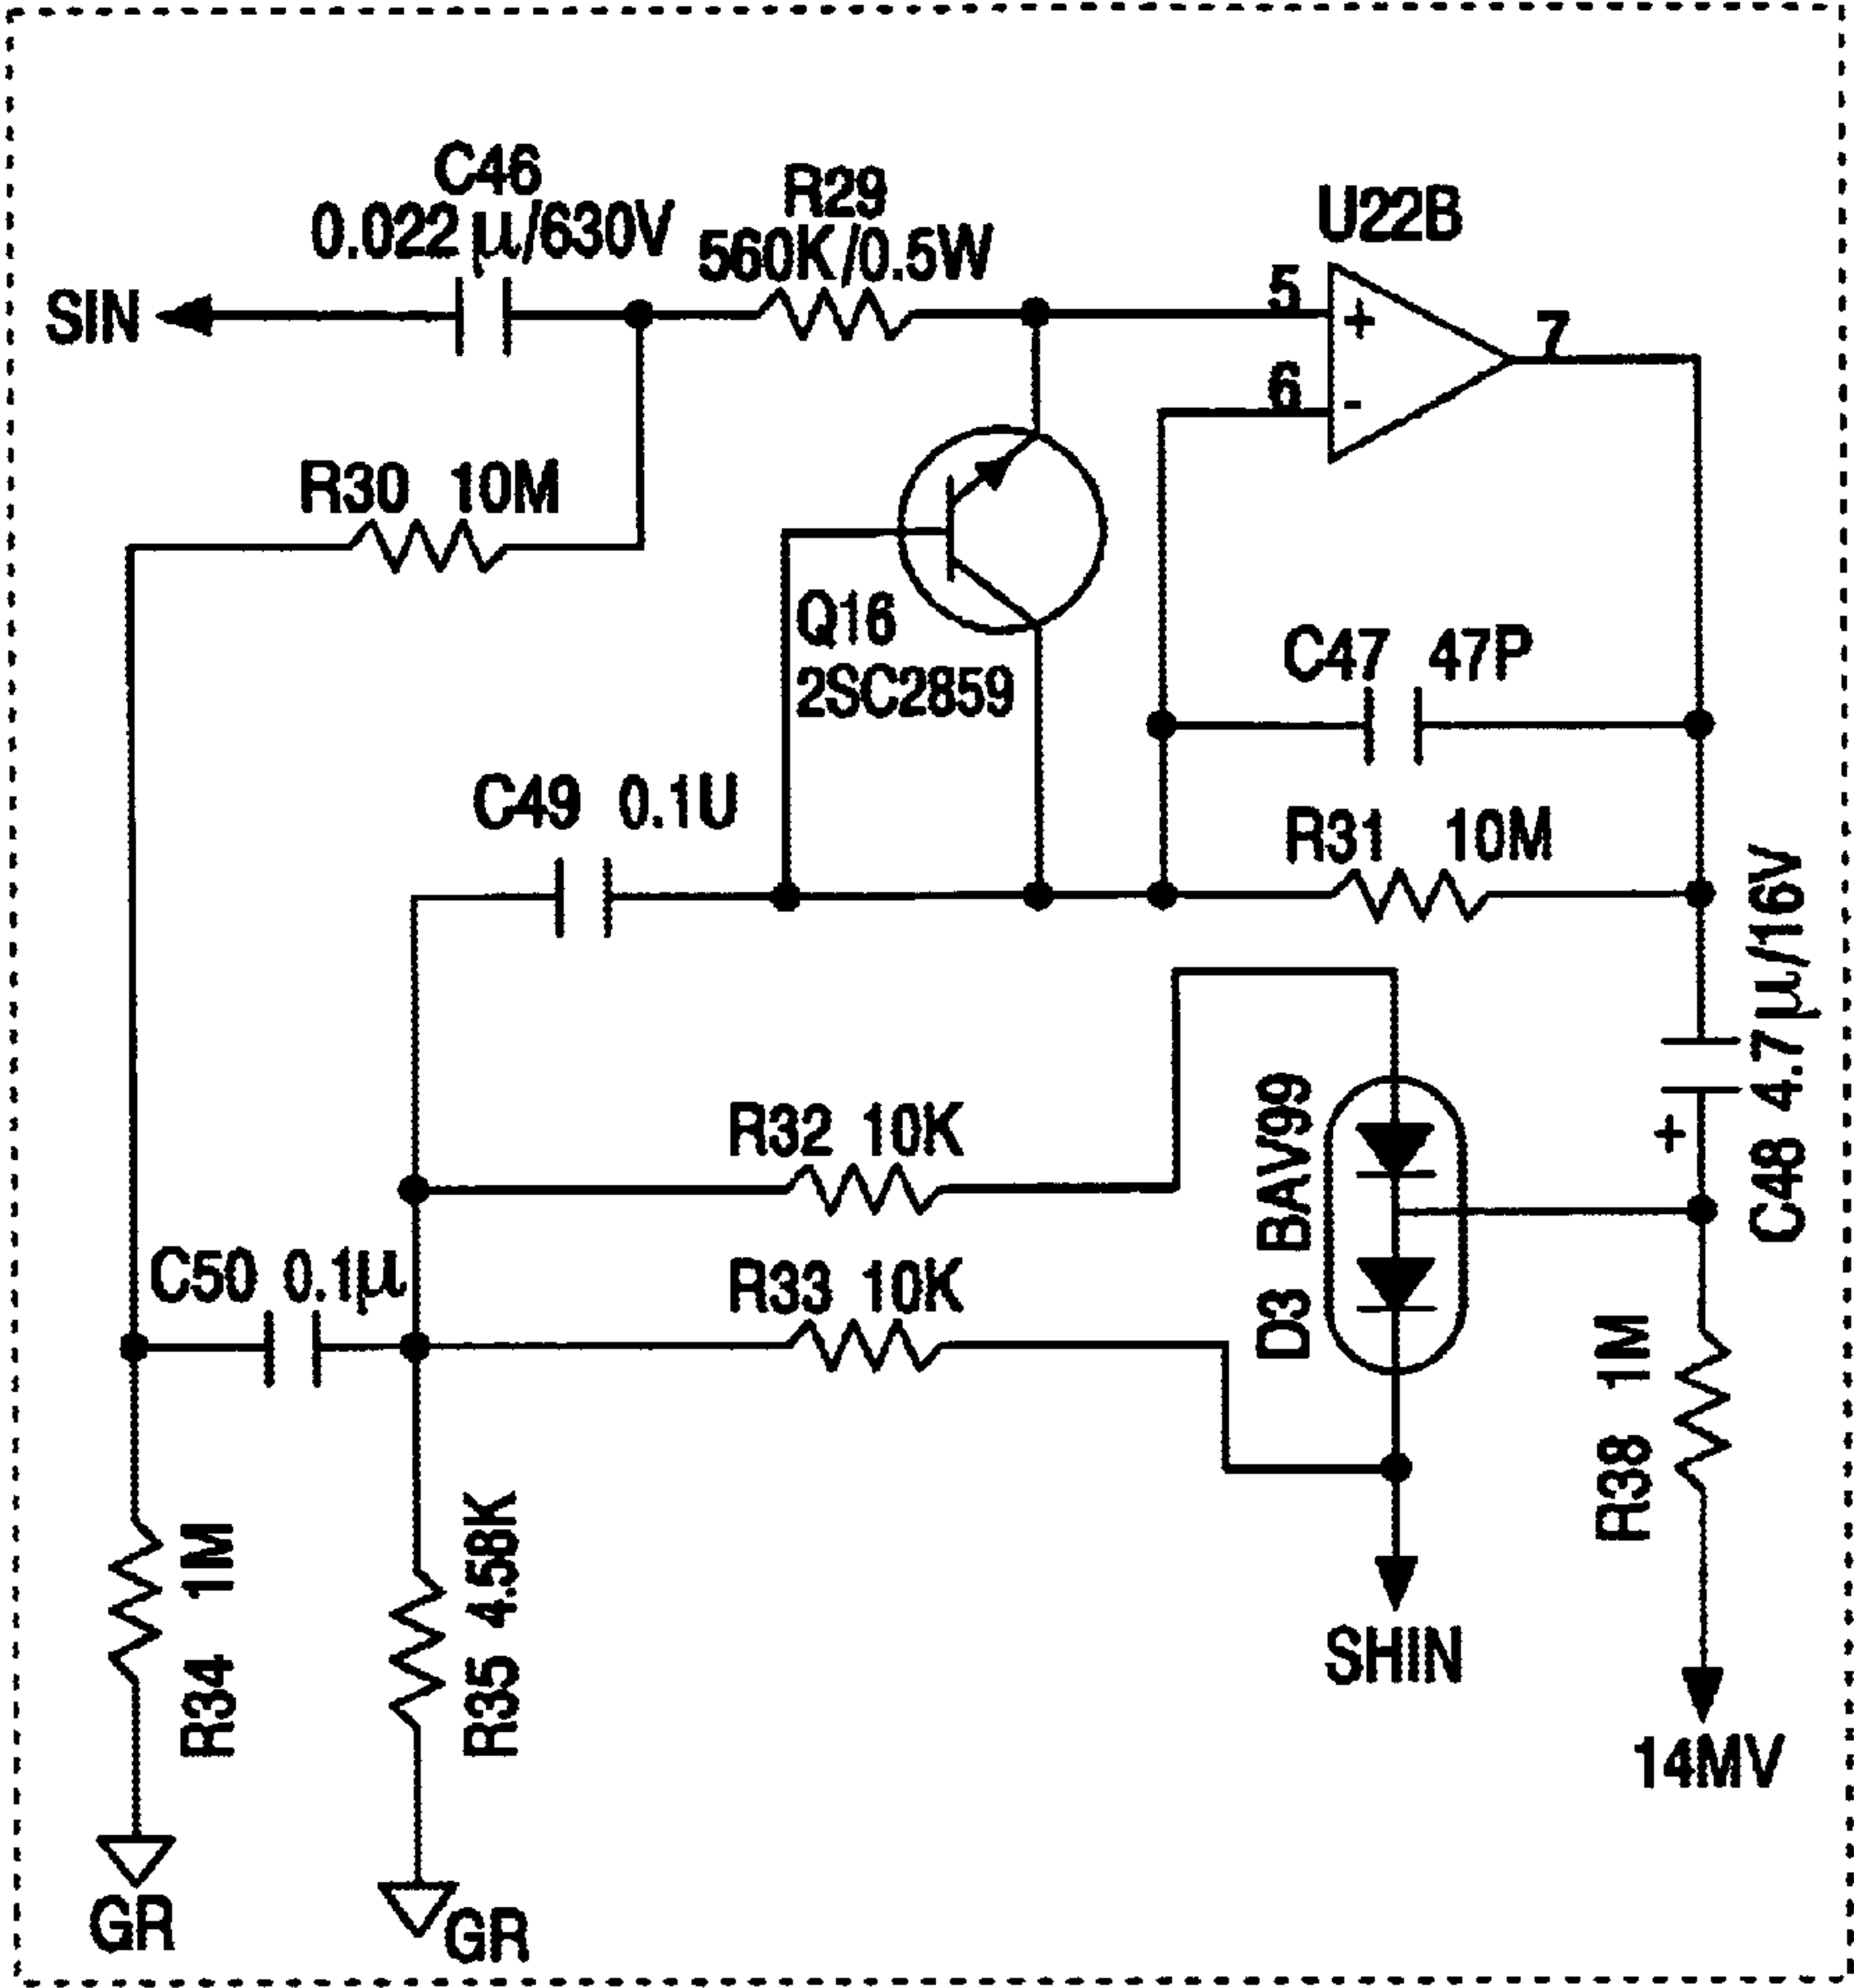 C46
0.022µ/630V
R29
560K/0.5W
U22B
SIN
5
+
7
6
-
R30 10M
Q16
2SC2859
C47 47P
C49 0.1U
R31 10M
C48 4.7µ/16V
+
R32 10K
D3 BAV99
C50 0.1µ
R33 10K
R38 1M
R34 1M
R35 4.58K
SHIN
14MV
GR
GR